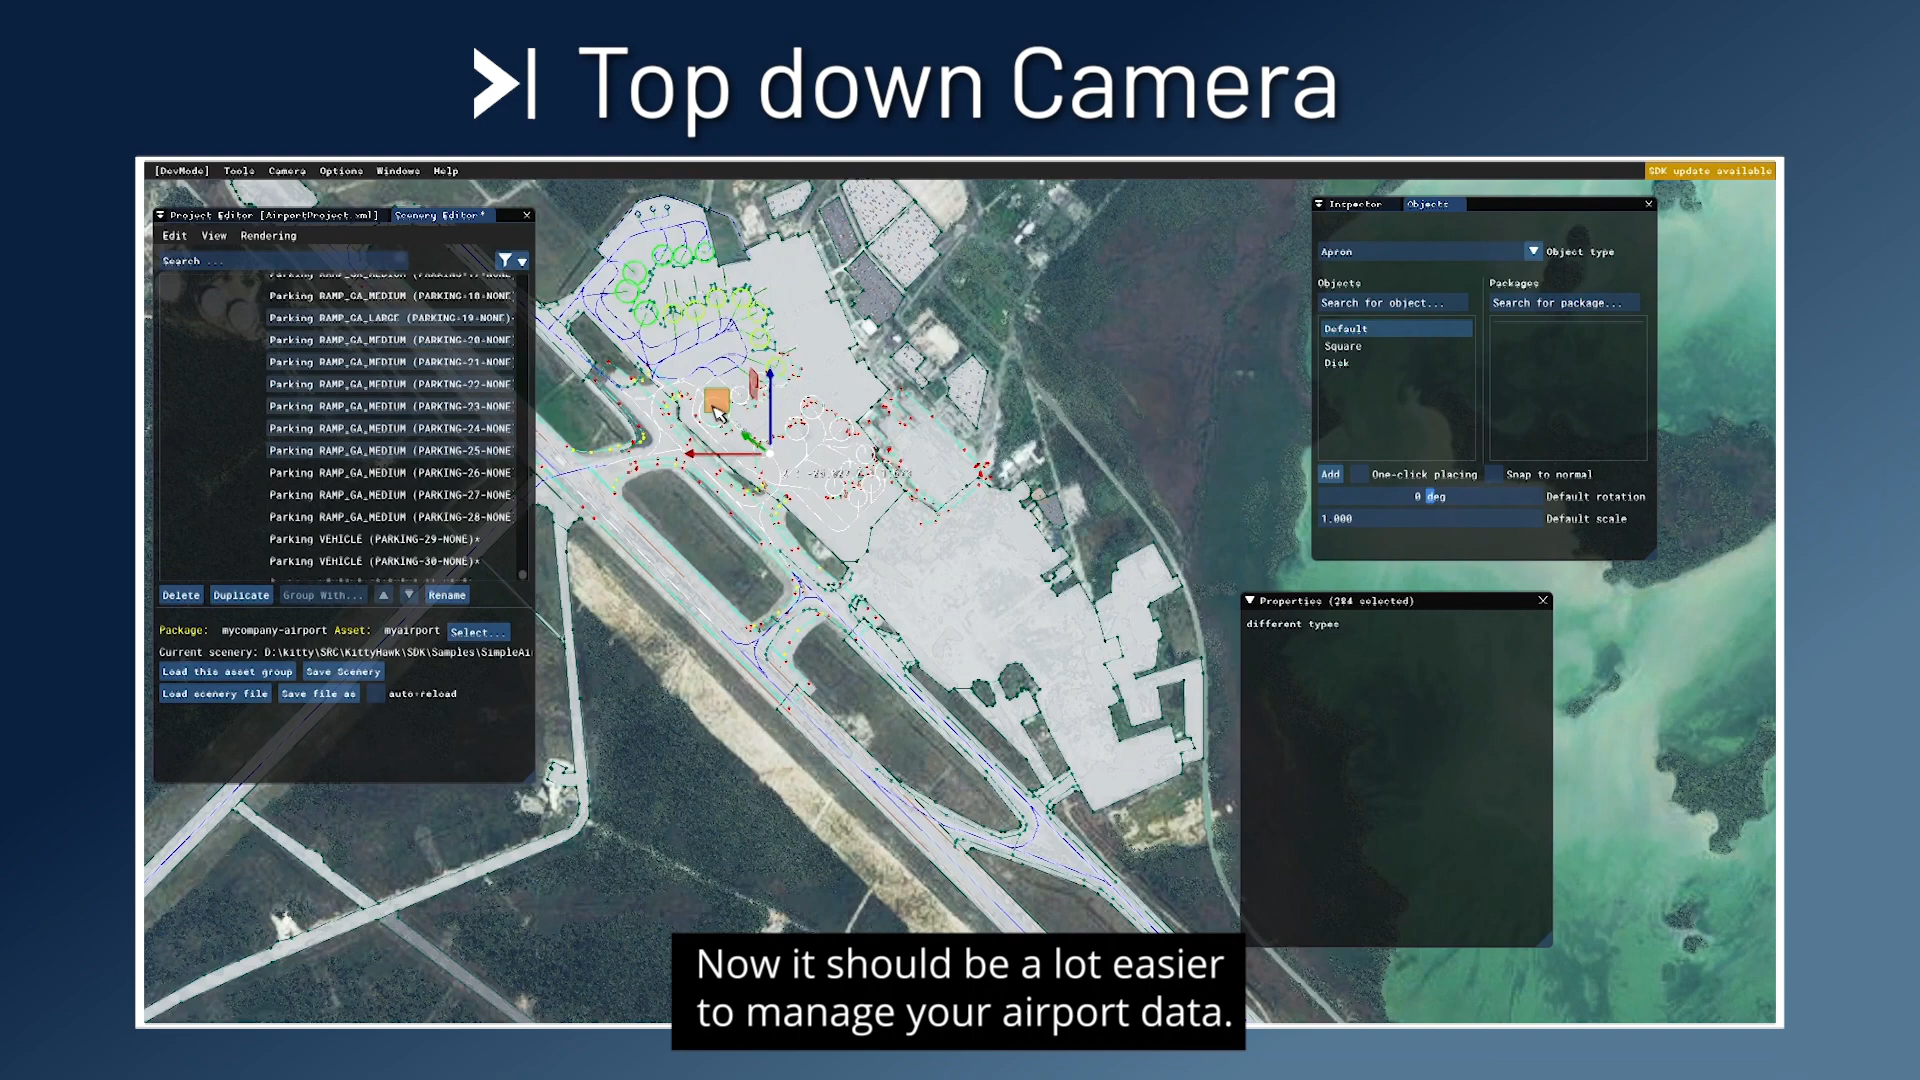 Top down Camera
[DevMode] Tools Camera Options Windows Help
SDK update available
Project Editor [AirportProject.xml] Scenery Editor*
Edit View Rendering
Search ...
Parking RAMP_GA_MEDIUM (PARKING-17-NONE)
Parking RAMP_GA_MEDIUM (PARKING-18-NONE
Parking RAMP_GA_LARGE (PARKING-19-NONE)
Parking RAMP_GA_MEDIUM (PARKING-20-NONE
Parking RAMP_GA_MEDIUM (PARKING-21-NONE
Parking RAMP_GA_MEDIUM (PARKING-22-NONE
Parking RAMP_GA_MEDIUM (PARKING-23-NONE
Parking RAMP_GA_MEDIUM (PARKING-24-NONE
Parking RAMP_GA_MEDIUM (PARKING-25-NONE
Parking RAMP_GA_MEDIUM (PARKING-26-NONE
Parking RAMP_GA_MEDIUM (PARKING-27-NONE
Parking RAMP_GA_MEDIUM (PARKING-28-NONE
Parking VEHICLE (PARKING-29-NONE)*
Parking VEHICLE (PARKING-30-NONE)*
Delete Duplicate Group With... Rename
Package: mycompany-airport Asset: myairport Select...
Current scenery: D:\kitty\SRC\KittyHawk\SDK\Samples\SimpleAi
Load this asset group Save Scenery
Load scenery file Save file as auto-reload
Inspector Objects
Apron Object type
Objects Packages
Search for object... Search for package...
Default
Square
Disk
Add One-click placing Snap to normal
0 deg Default rotation
1.000 Default scale
Properties (284 selected)
different types
Now it should be a lot easier
to manage your airport data.